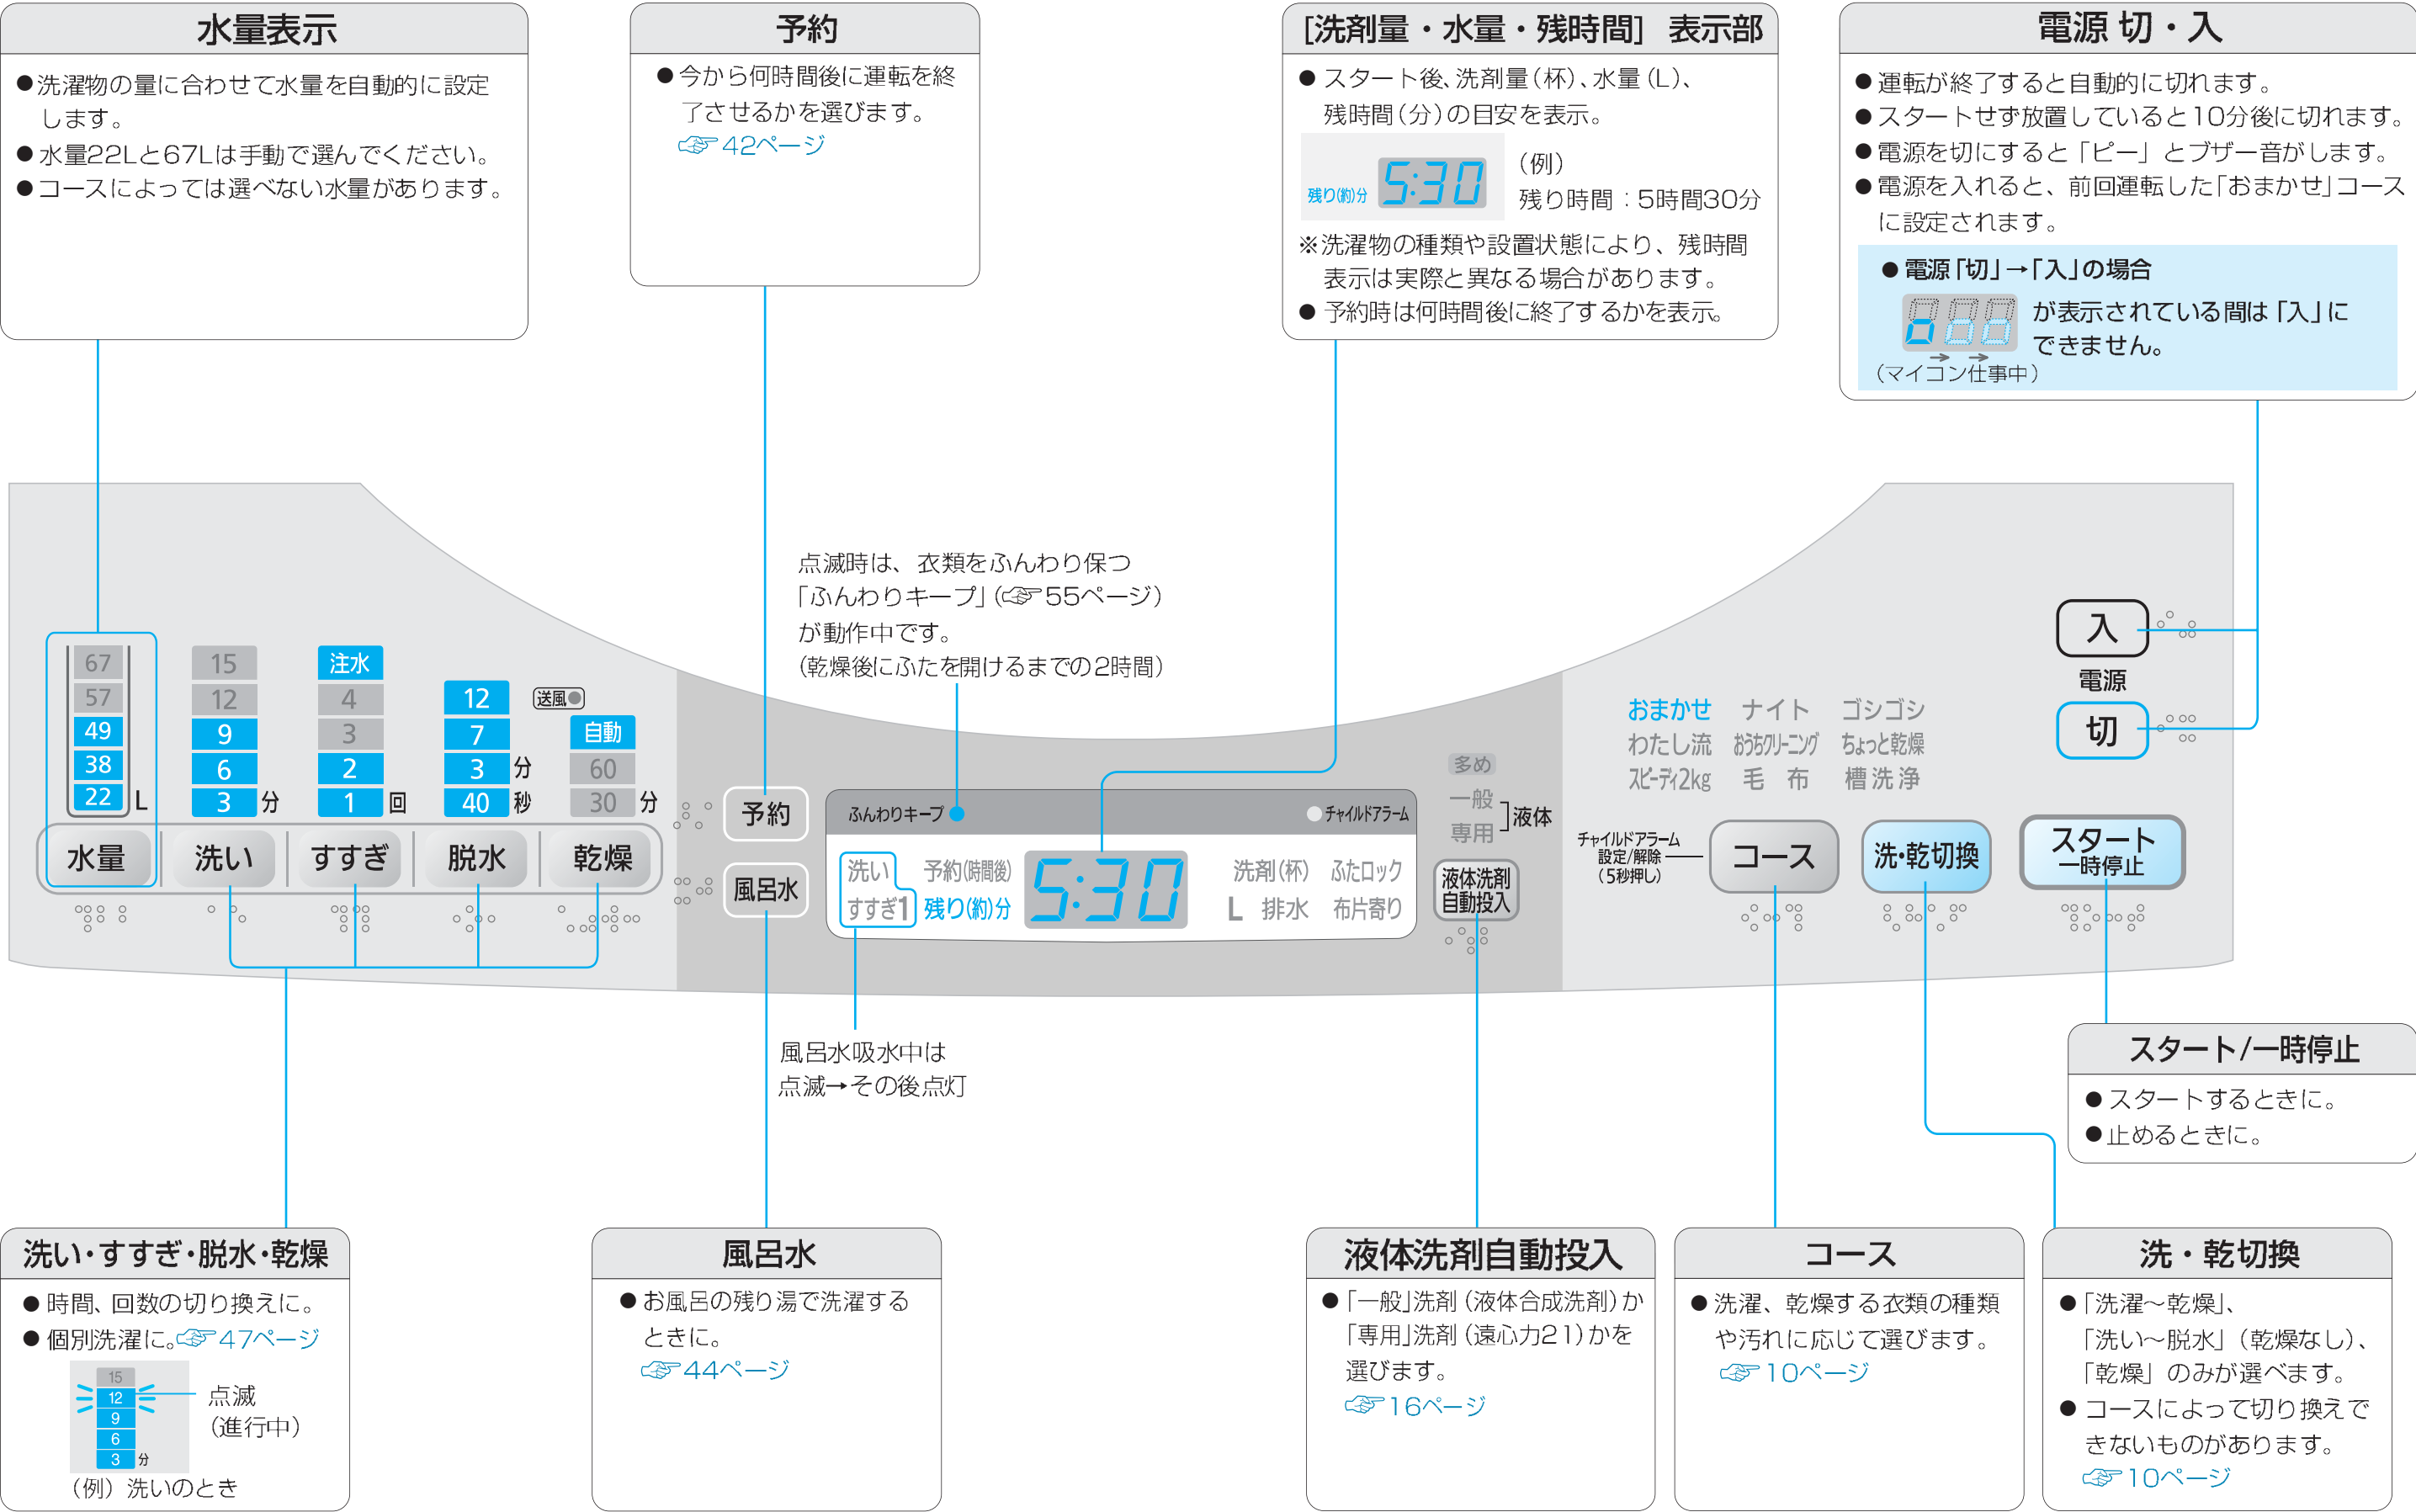 水量表示
●洗濯物の量に合わせて水量を自動的に設定
します。
●水量22Lと67Lは手動で選んでください。
●コースによっては選べない水量があります。
予約
●今から何時間後に運転を終
了させるかを選びます。
☞42ページ
[洗剤量・水量・残時間] 表示部
●スタート後、洗剤量(杯)、水量(L)、
残時間(分)の目安を表示。
残り(約)分 5:30
(例)
残り時間:5時間30分
※洗濯物の種類や設置状態により、残時間
表示は実際と異なる場合があります。
●予約時は何時間後に終了するかを表示。
電源 切・入
●運転が終了すると自動的に切れます。
●スタートせず放置していると10分後に切れます。
●電源を切にすると「ピー」とブザー音がします。
●電源を入れると、前回運転した「おまかせ」コース
に設定されます。
●電源「切」→「入」の場合
が表示されている間は「入」に
できません。
→ →
(マイコン仕事中)
点滅時は、衣類をふんわり保つ
「ふんわりキープ」(☞55ページ)
が動作中です。
(乾燥後にふたを開けるまでの2時間)
67
57
49
38
22 L
水量
15
12
9
6
3 分
洗い
注水
4
3
2
1 回
すすぎ
12
7
3 分
40 秒
脱水
送風
自動
60
30 分
乾燥
予約
風呂水
ふんわりキープ
チャイルドアラーム
洗い 予約(時間後)
すすぎ1 残り(約)分
5:30
洗剤(杯) ふたロック
L 排水 布片寄り
多め
一般
専用
液体
液体洗剤
自動投入
おまかせ ナイト ゴシゴシ
わたし流 おうちクリーニング ちょっと乾燥
スピーディ2kg 毛布 槽洗浄
チャイルドアラーム
設定/解除
(5秒押し)
コース
洗・乾切換
スタート
一時停止
入
電源
切
風呂水吸水中は
点滅→その後点灯
スタート/一時停止
●スタートするときに。
●止めるときに。
洗い・すすぎ・脱水・乾燥
●時間、回数の切り換えに。
●個別洗濯に。☞47ページ
15
12
9
6
3 分
点滅
(進行中)
(例)洗いのとき
風呂水
●お風呂の残り湯で洗濯する
ときに。
☞44ページ
液体洗剤自動投入
●「一般」洗剤(液体合成洗剤)か
「専用」洗剤(遠心力21)かを
選びます。
☞16ページ
コース
●洗濯、乾燥する衣類の種類
や汚れに応じて選びます。
☞10ページ
洗・乾切換
●「洗濯～乾燥」、
「洗い～脱水」(乾燥なし)、
「乾燥」のみが選べます。
●コースによって切り換えで
きないものがあります。
☞10ページ